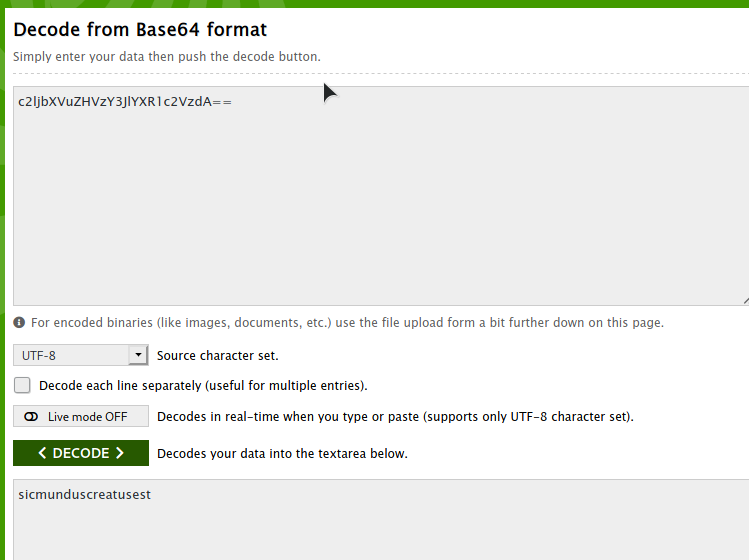 Decode from Base64 format
Simply enter your data then push the decode button.
c2ljbXVuZHVzY3JlYXR1c2VzdA==
For encoded binaries (like images, documents, etc.) use the file upload form a bit further down on this page.
UTF-8 Source character set.
Decode each line separately (useful for multiple entries).
Live mode OFF Decodes in real-time when you type or paste (supports only UTF-8 character set).
< DECODE > Decodes your data into the textarea below.
sicmunduscreatusest